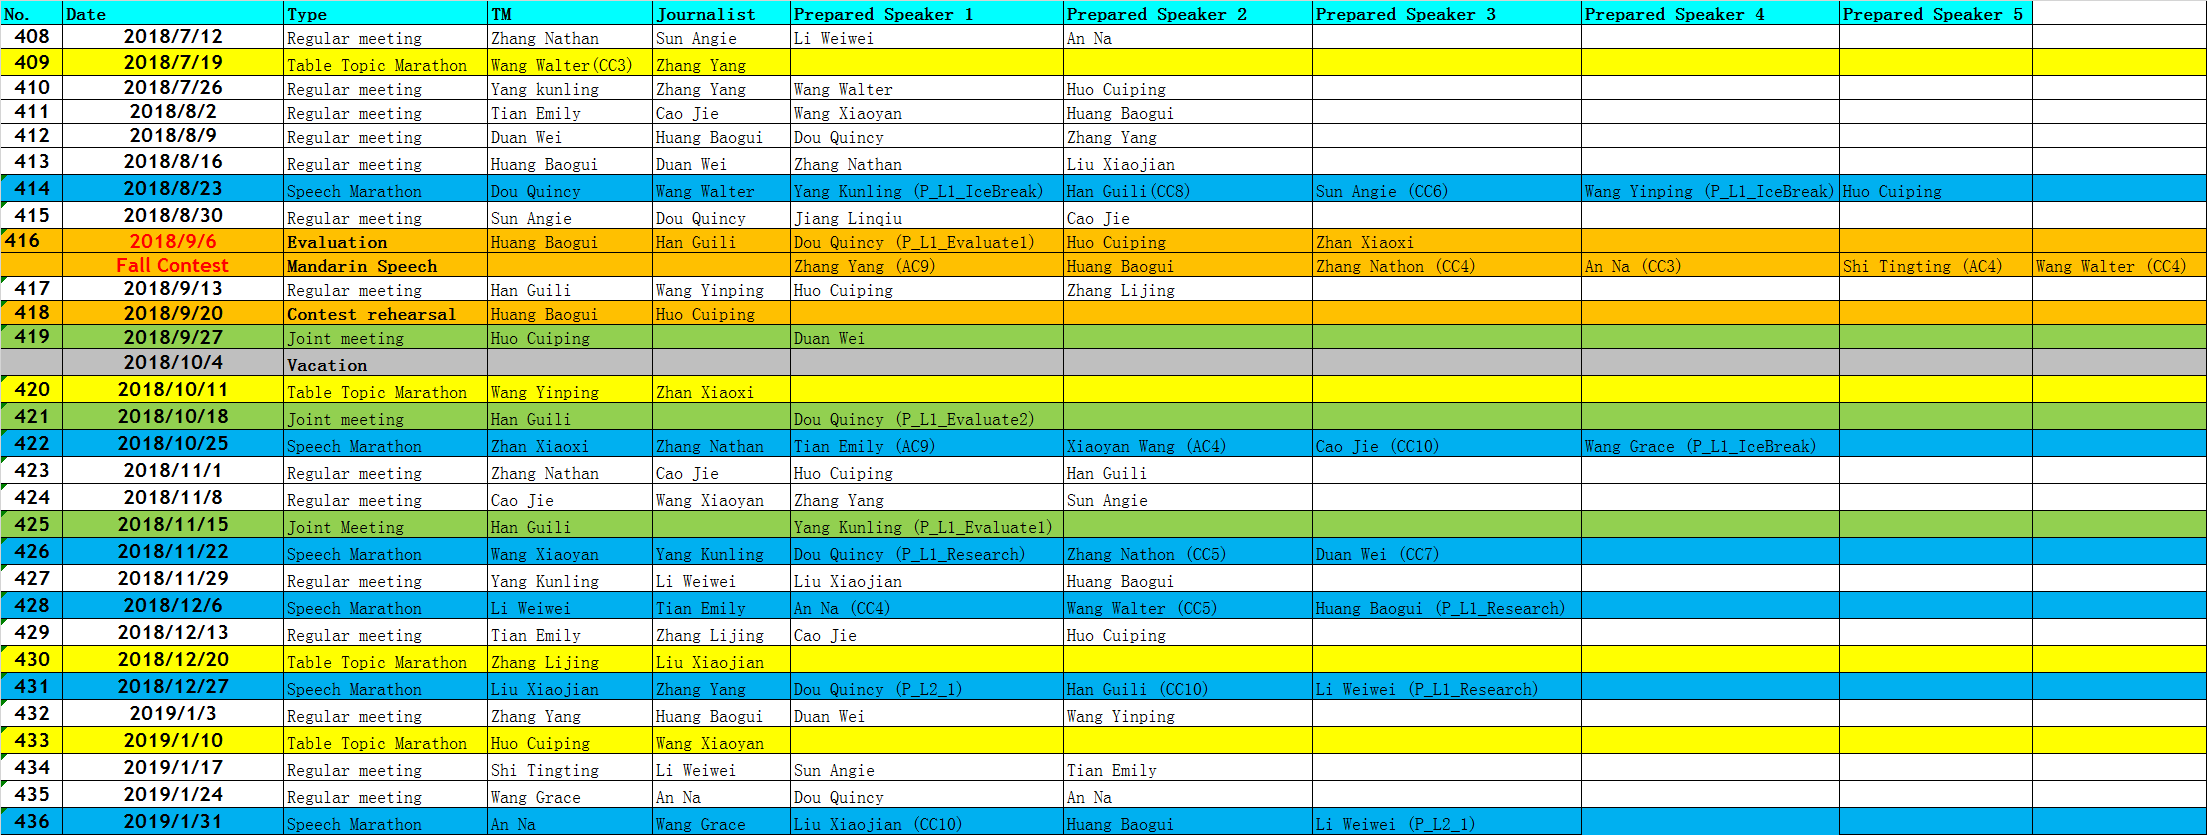 No. Date Type TM Journalist Prepared Speaker 1 Prepared Speaker 2 Prepared Speaker 3 Prepared Speaker 4 Prepared Speaker 5
408 2018/7/12 Regular meeting Zhang Nathan Sun Angie Li Weiwei An Na
409 2018/7/19 Table Topic Marathon Wang Walter(CC3) Zhang Yang
410 2018/7/26 Regular meeting Yang kunling Zhang Yang Wang Walter Huo Cuiping
411 2018/8/2 Regular meeting Tian Emily Cao Jie Wang Xiaoyan Huang Baogui
412 2018/8/9 Regular meeting Duan Wei Huang Baogui Dou Quincy Zhang Yang
413 2018/8/16 Regular meeting Huang Baogui Duan Wei Zhang Nathan Liu Xiaojian
414 2018/8/23 Speech Marathon Dou Quincy Wang Walter Yang Kunling (P_L1_IceBreak) Han Guili(CC8) Sun Angie (CC6) Wang Yinping (P_L1_IceBreak) Huo Cuiping
415 2018/8/30 Regular meeting Sun Angie Dou Quincy Jiang Linqiu Cao Jie
416 2018/9/6 Evaluation Huang Baogui Han Guili Dou Quincy (P_L1_Evaluate1) Huo Cuiping Zhan Xiaoxi
Fall Contest Mandarin Speech Zhang Yang (AC9) Huang Baogui Zhang Nathon (CC4) An Na (CC3) Shi Tingting (AC4) Wang Walter (CC4)
417 2018/9/13 Regular meeting Han Guili Wang Yinping Huo Cuiping Zhang Lijing
418 2018/9/20 Contest rehearsal Huang Baogui Huo Cuiping
419 2018/9/27 Joint meeting Huo Cuiping Duan Wei
2018/10/4 Vacation
420 2018/10/11 Table Topic Marathon Wang Yinping Zhan Xiaoxi
421 2018/10/18 Joint meeting Han Guili Dou Quincy (P_L1_Evaluate2)
422 2018/10/25 Speech Marathon Zhan Xiaoxi Zhang Nathan Tian Emily (AC9) Xiaoyan Wang (AC4) Cao Jie (CC10) Wang Grace (P_L1_IceBreak)
423 2018/11/1 Regular meeting Zhang Nathan Cao Jie Huo Cuiping Han Guili
424 2018/11/8 Regular meeting Cao Jie Wang Xiaoyan Zhang Yang Sun Angie
425 2018/11/15 Joint Meeting Han Guili Yang Kunling (P_L1_Evaluate1)
426 2018/11/22 Speech Marathon Wang Xiaoyan Yang Kunling Dou Quincy (P_L1_Research) Zhang Nathon (CC5) Duan Wei (CC7)
427 2018/11/29 Regular meeting Yang Kunling Li Weiwei Liu Xiaojian Huang Baogui
428 2018/12/6 Speech Marathon Li Weiwei Tian Emily An Na (CC4) Wang Walter (CC5) Huang Baogui (P_L1_Research)
429 2018/12/13 Regular meeting Tian Emily Zhang Lijing Cao Jie Huo Cuiping
430 2018/12/20 Table Topic Marathon Zhang Lijing Liu Xiaojian
431 2018/12/27 Speech Marathon Liu Xiaojian Zhang Yang Dou Quincy (P_L2_1) Han Guili (CC10) Li Weiwei (P_L1_Research)
432 2019/1/3 Regular meeting Zhang Yang Huang Baogui Duan Wei Wang Yinping
433 2019/1/10 Table Topic Marathon Huo Cuiping Wang Xiaoyan
434 2019/1/17 Regular meeting Shi Tingting Li Weiwei Sun Angie Tian Emily
435 2019/1/24 Regular meeting Wang Grace An Na Dou Quincy An Na
436 2019/1/31 Speech Marathon An Na Wang Grace Liu Xiaojian (CC10) Huang Baogui Li Weiwei (P_L2_1)